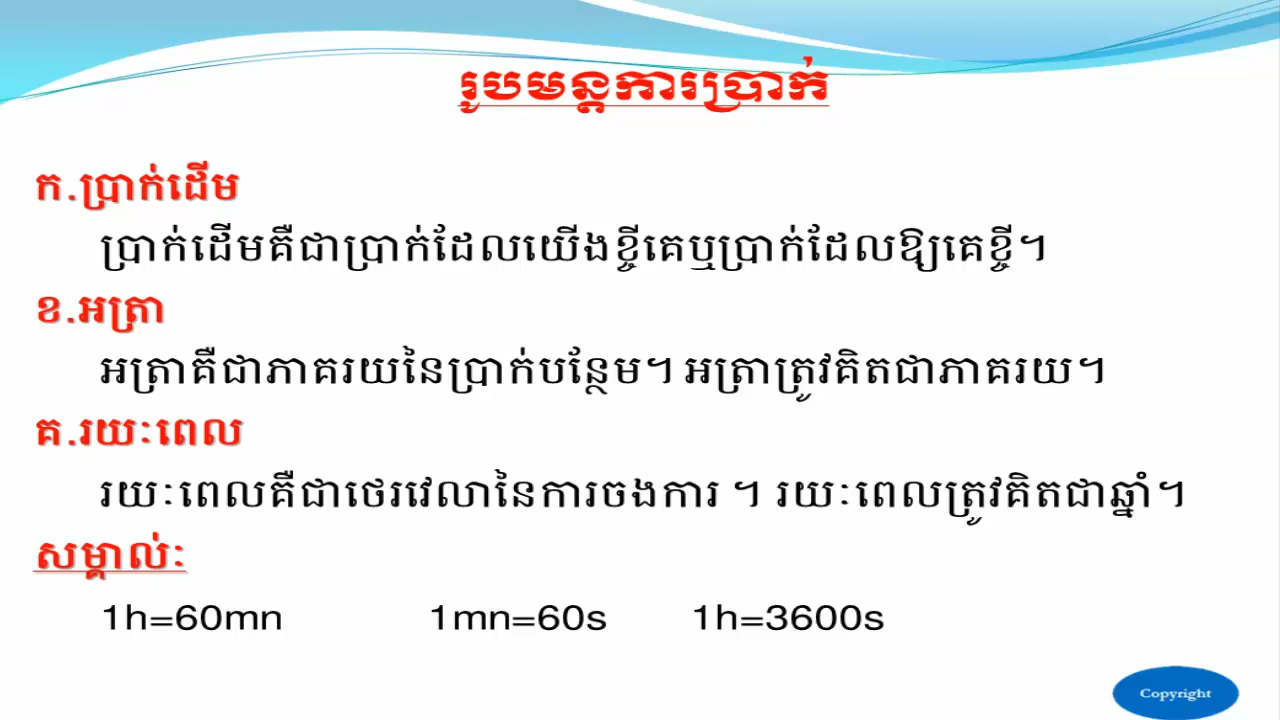 រូបមន្តការប្រាក់
ក.ប្រាក់ដើម
ប្រាក់ដើមគឺជាប្រាក់ដែលយើងខ្ចីគេឬប្រាក់ដែលឱ្យគេខ្ចី។
ខ.អត្រា
អត្រាគឺជាភាគរយនៃប្រាក់បន្ថែម។ អត្រាត្រូវគិតជាភាគរយ។
គ.រយៈពេល
រយៈពេលគឺជាថេរវេលានៃការចងការ ។ រយៈពេលត្រូវគិតជាឆ្នាំ។
សម្គាល់ៈ
1h=60mn 1mn=60s 1h=3600s
Copyright